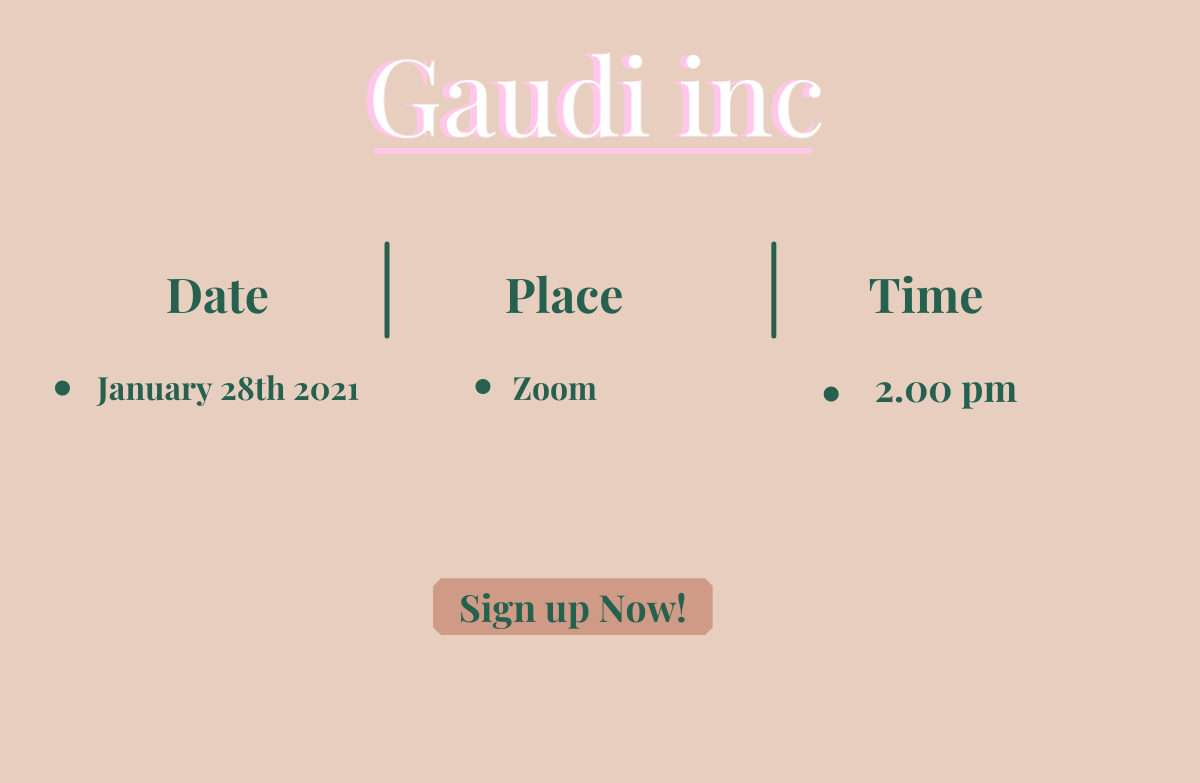 Gaudi inc
Date
Place
Time
January 28th 2021
Zoom
2.00 pm
Sign up Now!